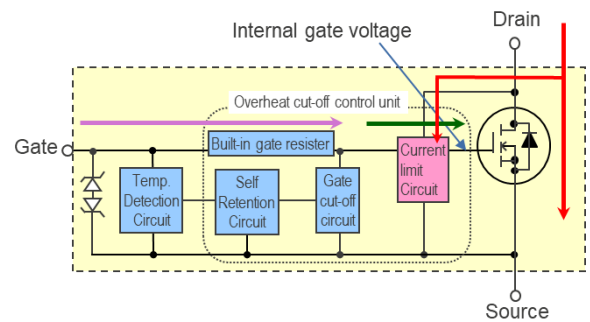 Drain
Internal gate voltage
Overheat cut-off control unit
Gate
Built-in gate resister
Current
limit
Circuit
Temp.
Detection
Circuit
Self
Retention
Circuit
Gate
cut-off
circuit
Source